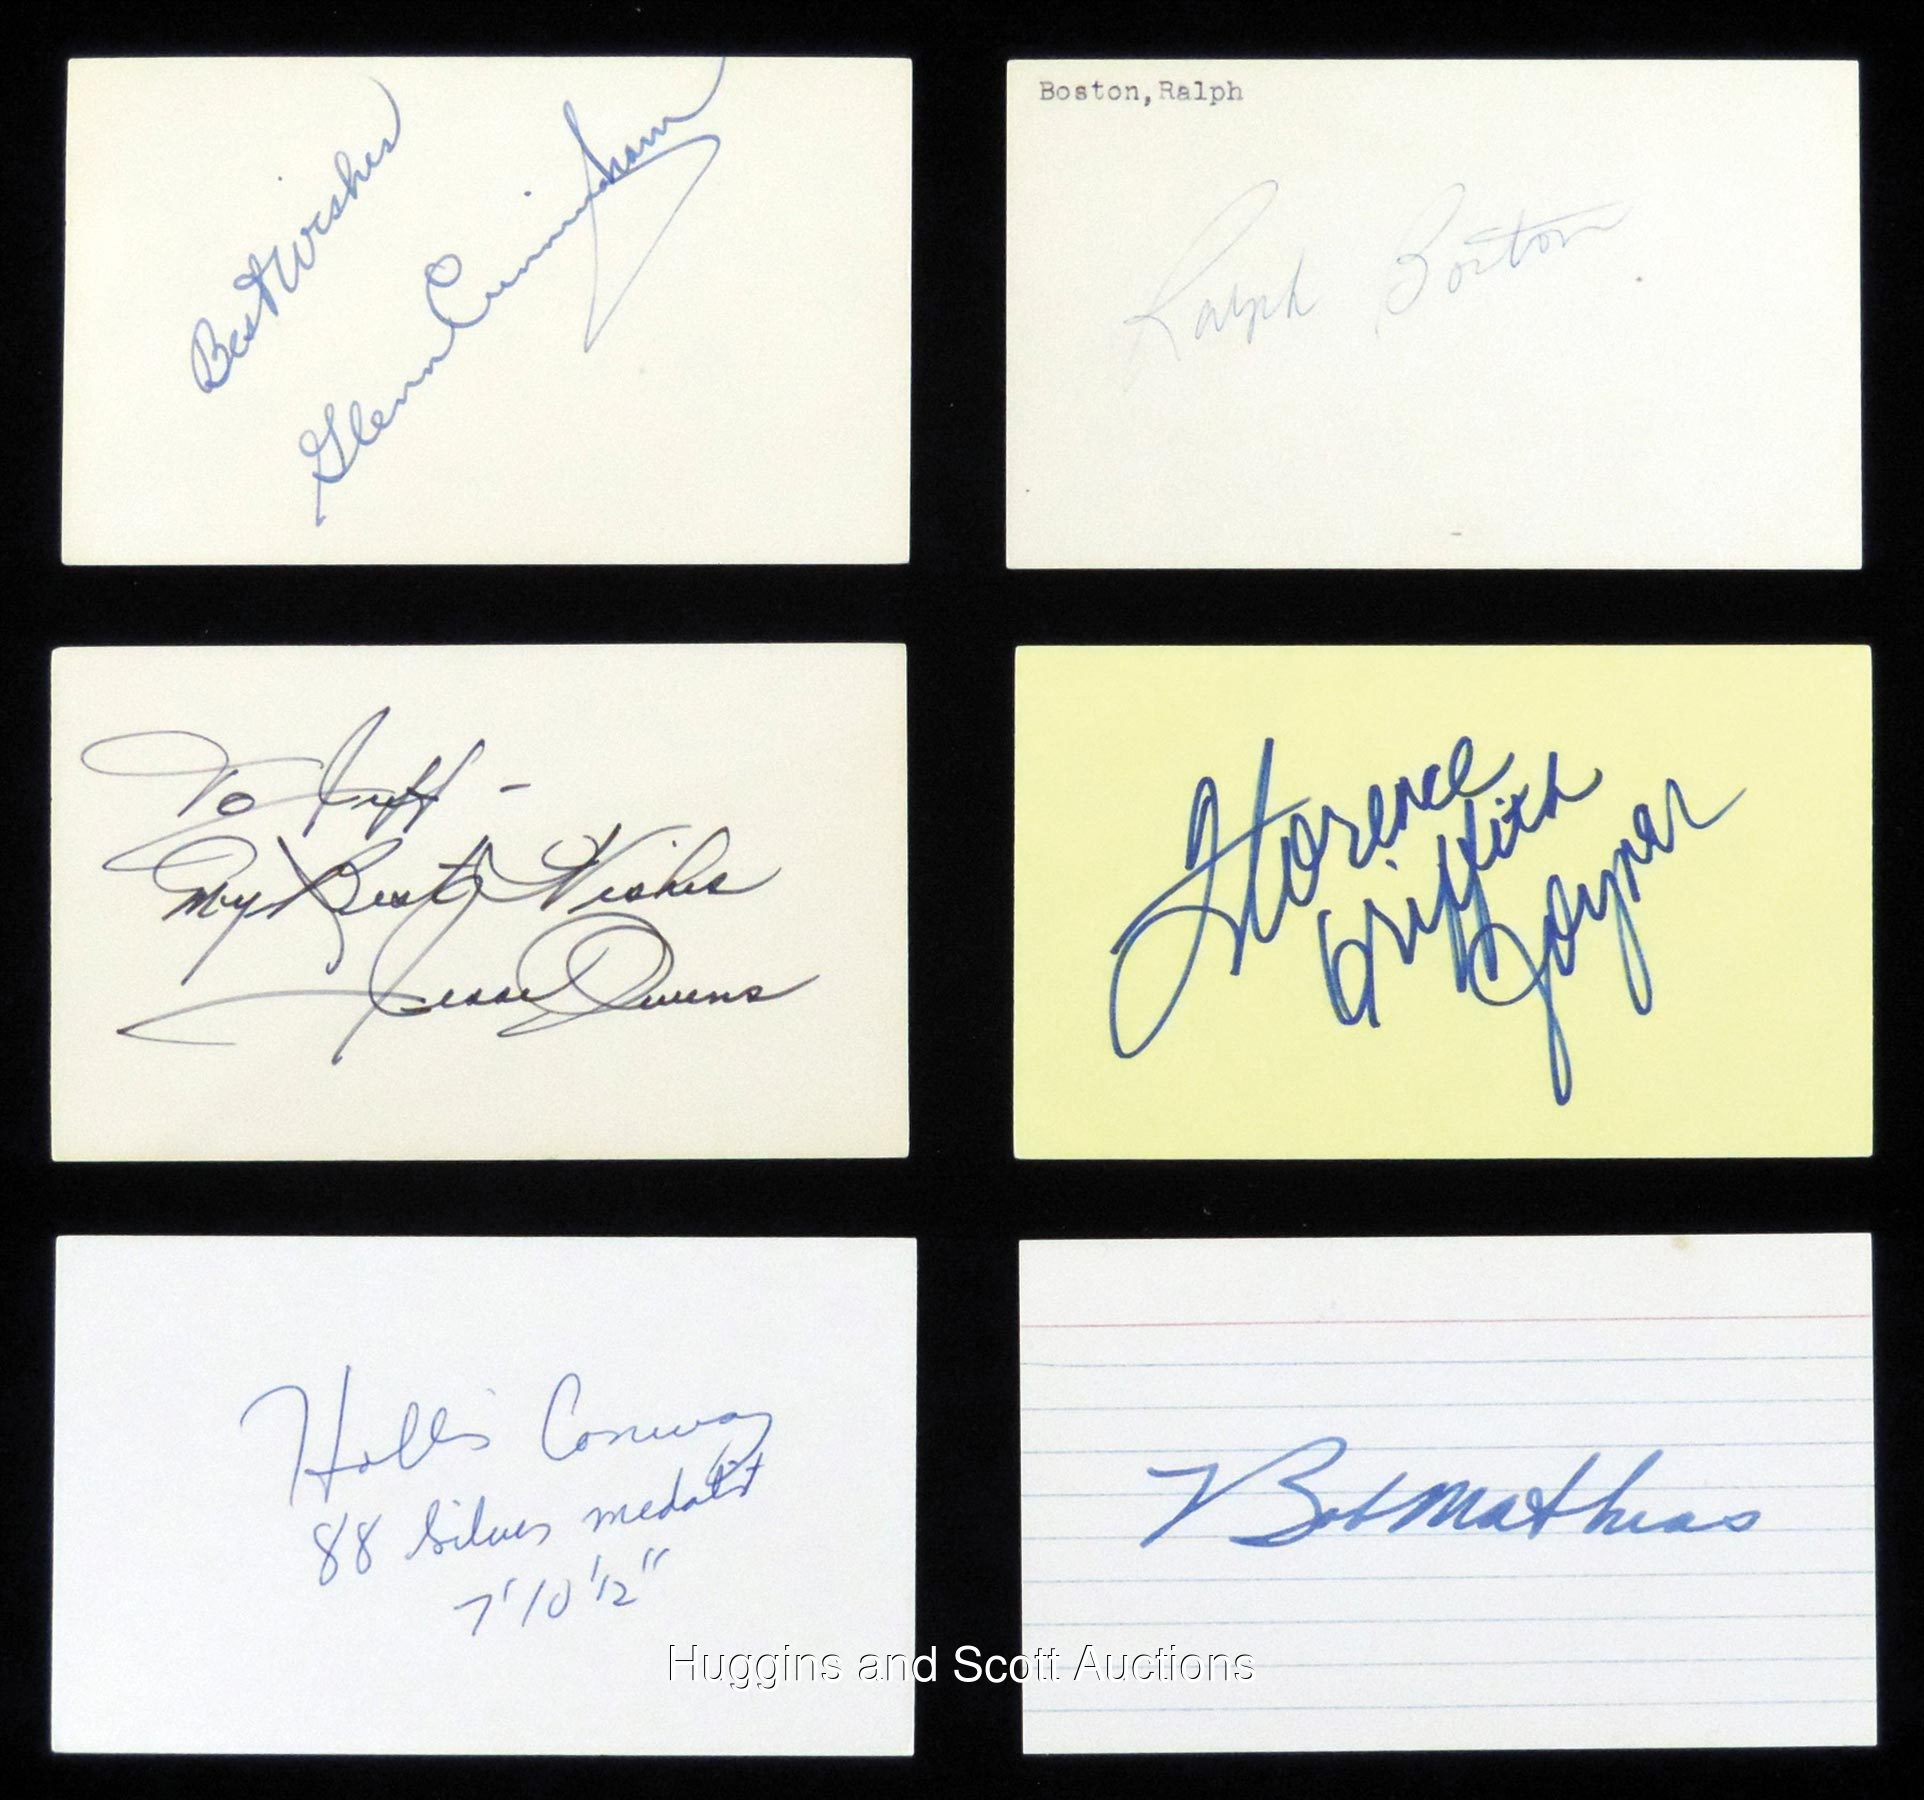 Best Wishes
Glenn Cunningham
Boston,Ralph
Ralph Boston
To Jeff -
My Best Wishes
Jesse Owens
Florence
Griffith
Joyner
Hollis Conway
88 Silver medalist
7'10 1/2"
Bob Mathias
Huggins and Scott Auctions